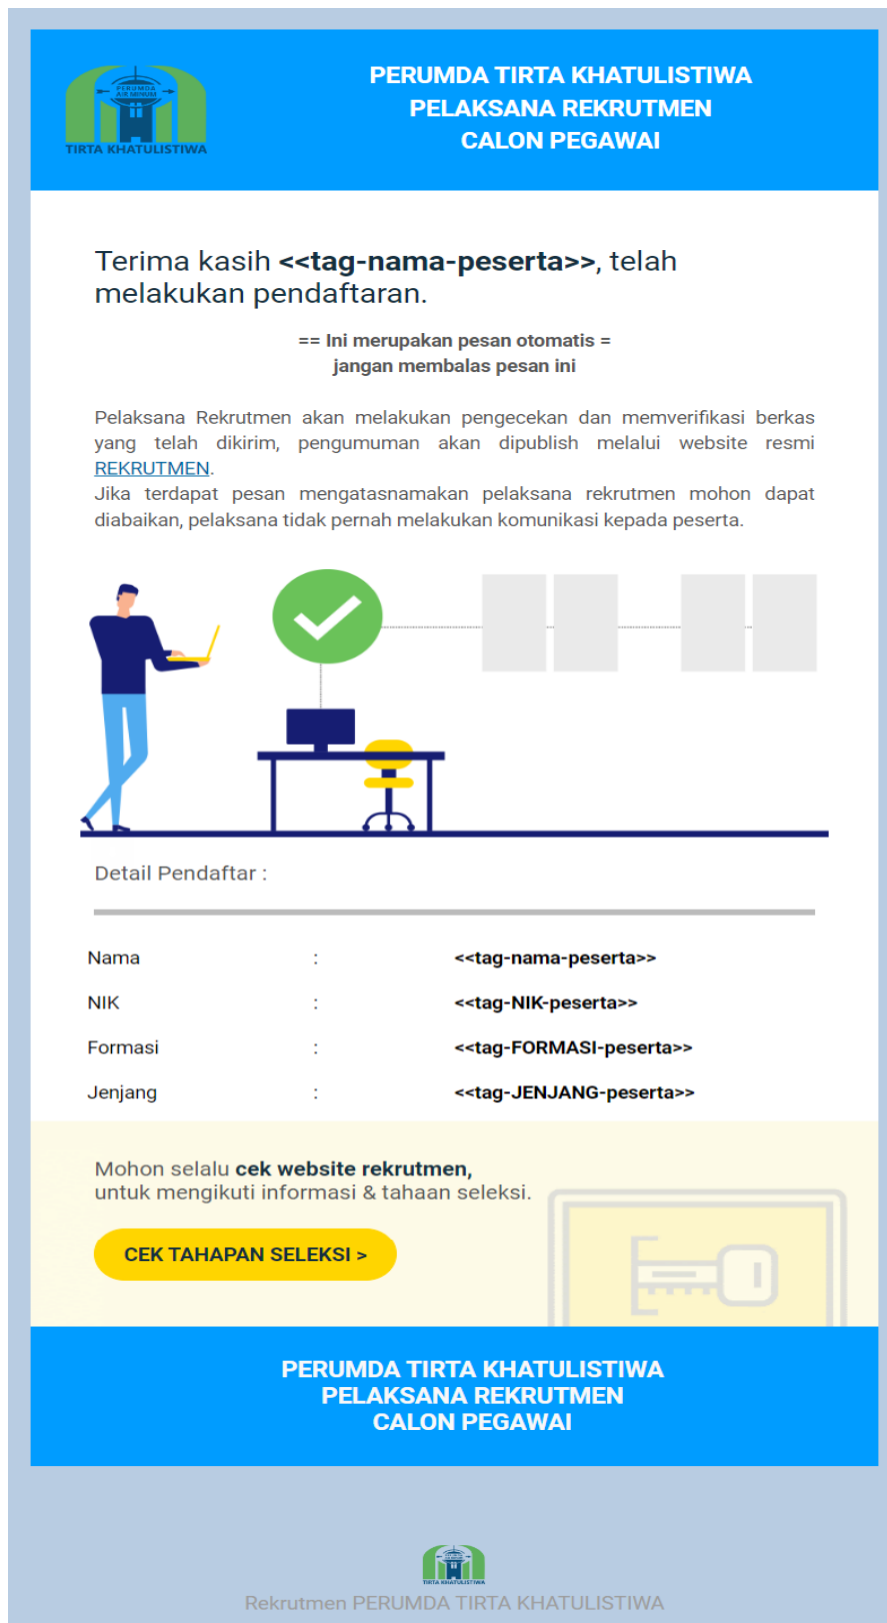 PERUMDA
AIR MINUM
TIRTA KHATULISTIWA
PERUMDA TIRTA KHATULISTIWA
PELAKSANA REKRUTMEN
CALON PEGAWAI
Terima kasih <<tag-nama-peserta>>, telah
melakukan pendaftaran.
== Ini merupakan pesan otomatis =
jangan membalas pesan ini
Pelaksana Rekrutmen akan melakukan pengecekan dan memverifikasi berkas
yang telah dikirim, pengumuman akan dipublish melalui website resmi
REKRUTMEN.
Jika terdapat pesan mengatasnamakan pelaksana rekrutmen mohon dapat
diabaikan, pelaksana tidak pernah melakukan komunikasi kepada peserta.
Detail Pendaftar :
Nama : <<tag-nama-peserta>>
NIK : <<tag-NIK-peserta>>
Formasi : <<tag-FORMASI-peserta>>
Jenjang : <<tag-JENJANG-peserta>>
Mohon selalu cek website rekrutmen,
untuk mengikuti informasi & tahaan seleksi.
CEK TAHAPAN SELEKSI >
PERUMDA TIRTA KHATULISTIWA
PELAKSANA REKRUTMEN
CALON PEGAWAI
TIRTA KHATULISTIWA
Rekrutmen PERUMDA TIRTA KHATULISTIWA